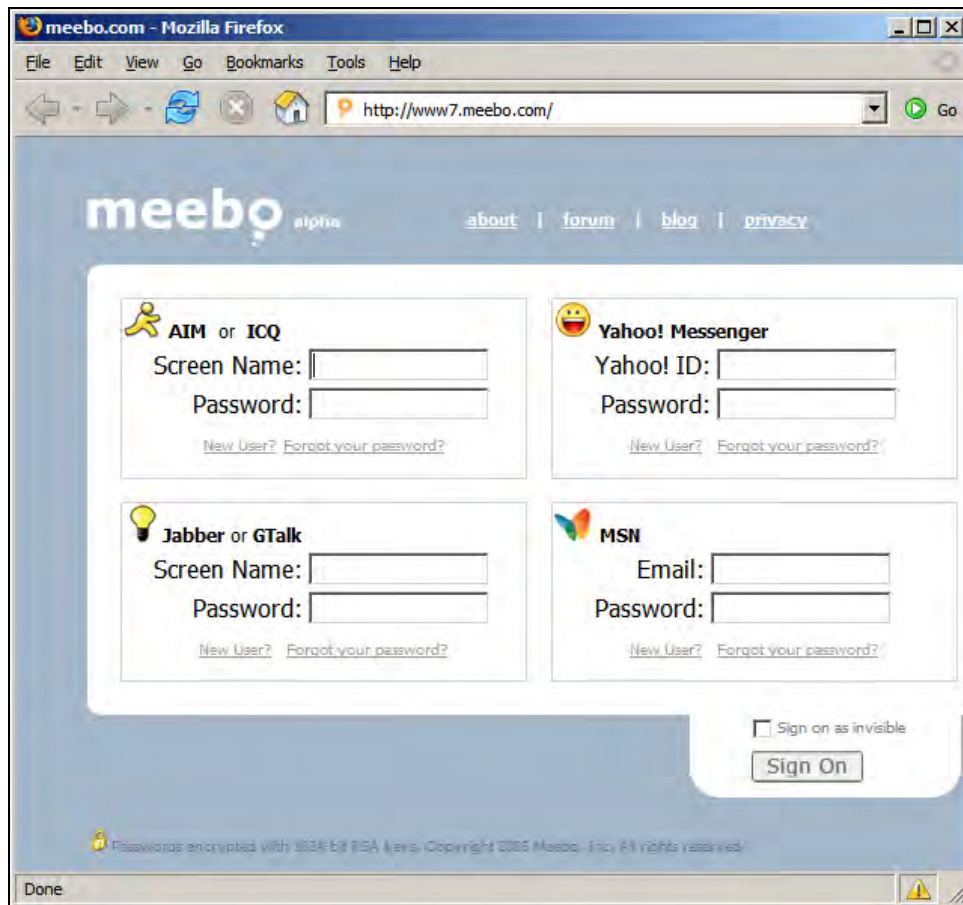 meebo.com - Mozilla Firefox
File Edit View Go Bookmarks Tools Help
http://www7.meebo.com/ Go
meebo alpha about | forum | blog | privacy
AIM or ICQ
Screen Name:
Password:
New User? Forgot your password?
Yahoo! Messenger
Yahoo! ID:
Password:
New User? Forgot your password?
Jabber or GTalk
Screen Name:
Password:
New User? Forgot your password?
MSN
Email:
Password:
New User? Forgot your password?
Sign on as invisible
Sign On
Passwords encrypted with 1024 bit RSA keys. Copyright 2005 Meebo, Inc. All rights reserved.
Done